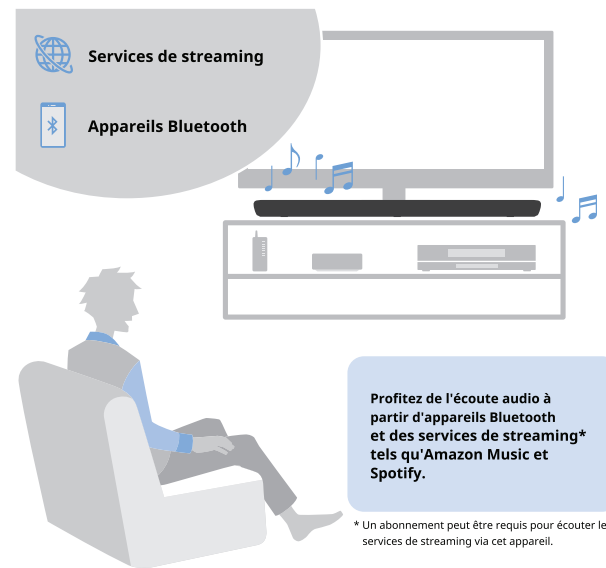 Services de streaming
Appareils Bluetooth
Profitez de l'écoute audio à
partir d'appareils Bluetooth
et des services de streaming*
tels qu'Amazon Music et
Spotify.
* Un abonnement peut être requis pour écouter le
services de streaming via cet appareil.